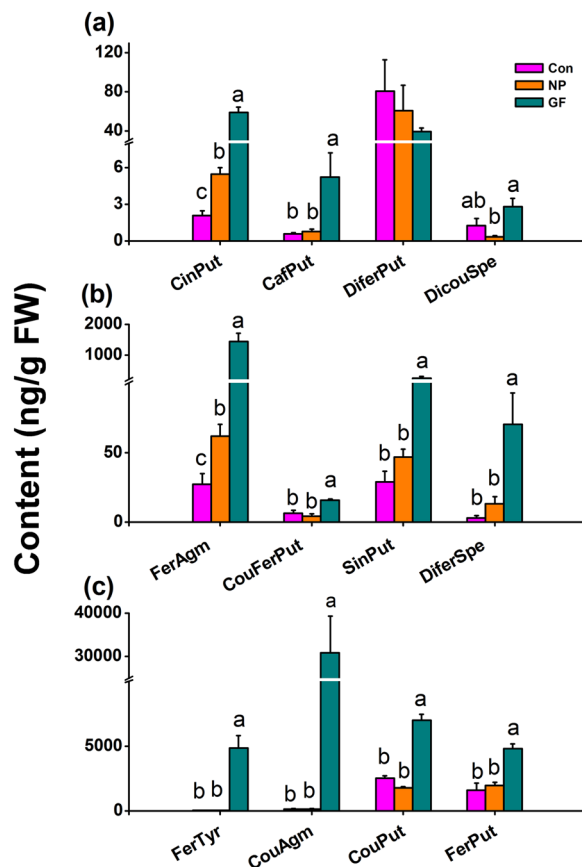 Content (ng/g FW)
(a)
120
80
40
6
3
0
Con
NP
GF
c b a
b b a
ab b a
CinPut CafPut DiferPut DicouSpe
(b)
2000
1000
50
0
c b a
b b a
b b a
b b a
FerAgm CouFerPut SinPut DiferSpe
(c)
40000
30000
5000
0
b b a
b b a
b b a
b b a
FerTyr CouAgm CouPut FerPut